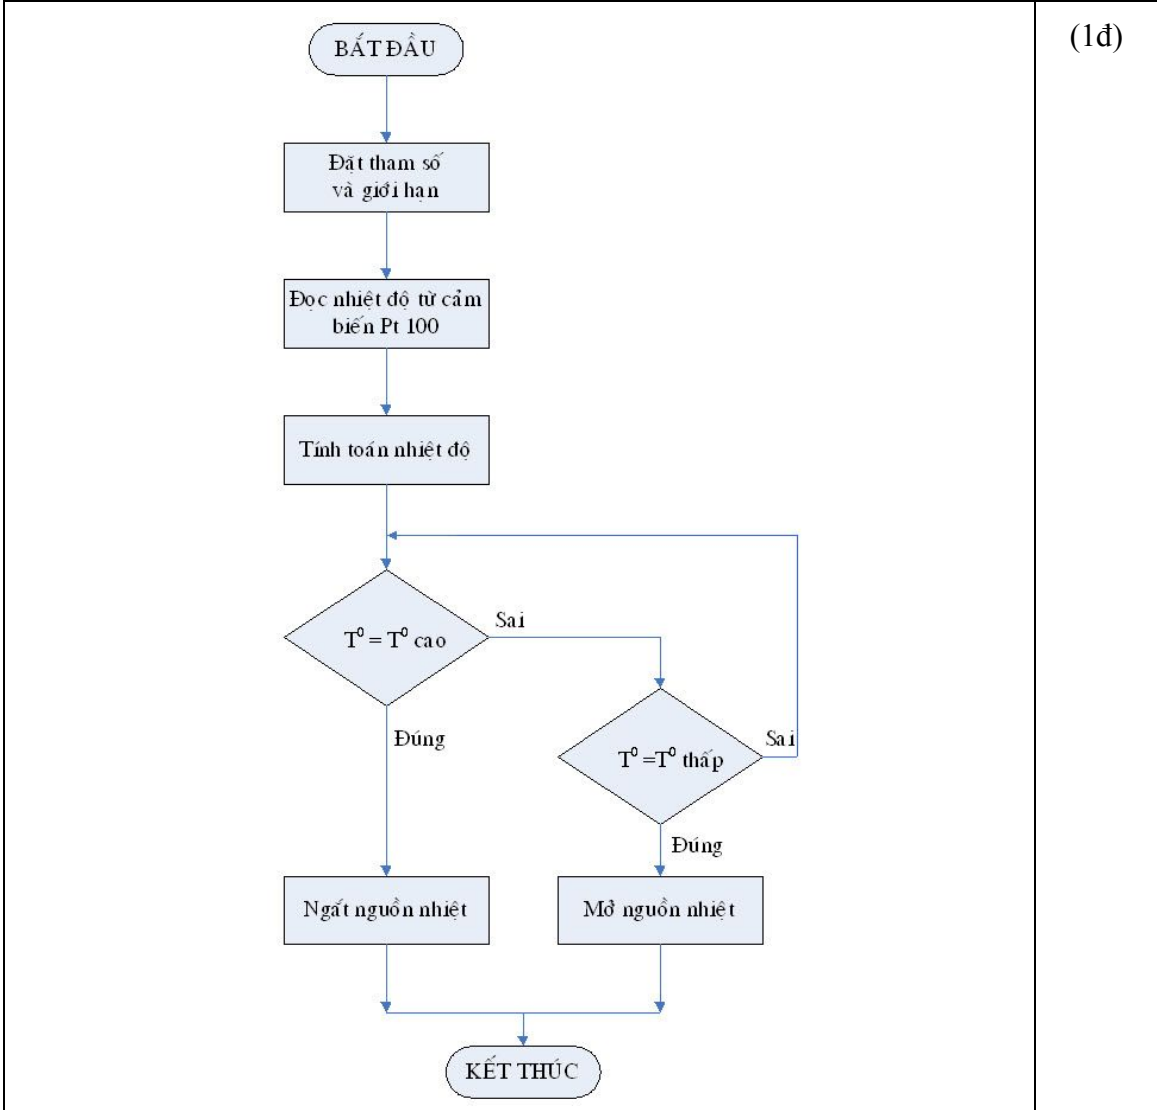 BẮT ĐẦU
(1đ)
Đặt tham số
và giới hạn
Đọc nhiệt độ từ cảm
biến Pt 100
Tính toán nhiệt độ
T⁰ = T⁰ cao
Sai
Đúng
T⁰ =T⁰ thấp
Sai
Đúng
Ngắt nguồn nhiệt
Mở nguồn nhiệt
KẾT THÚC